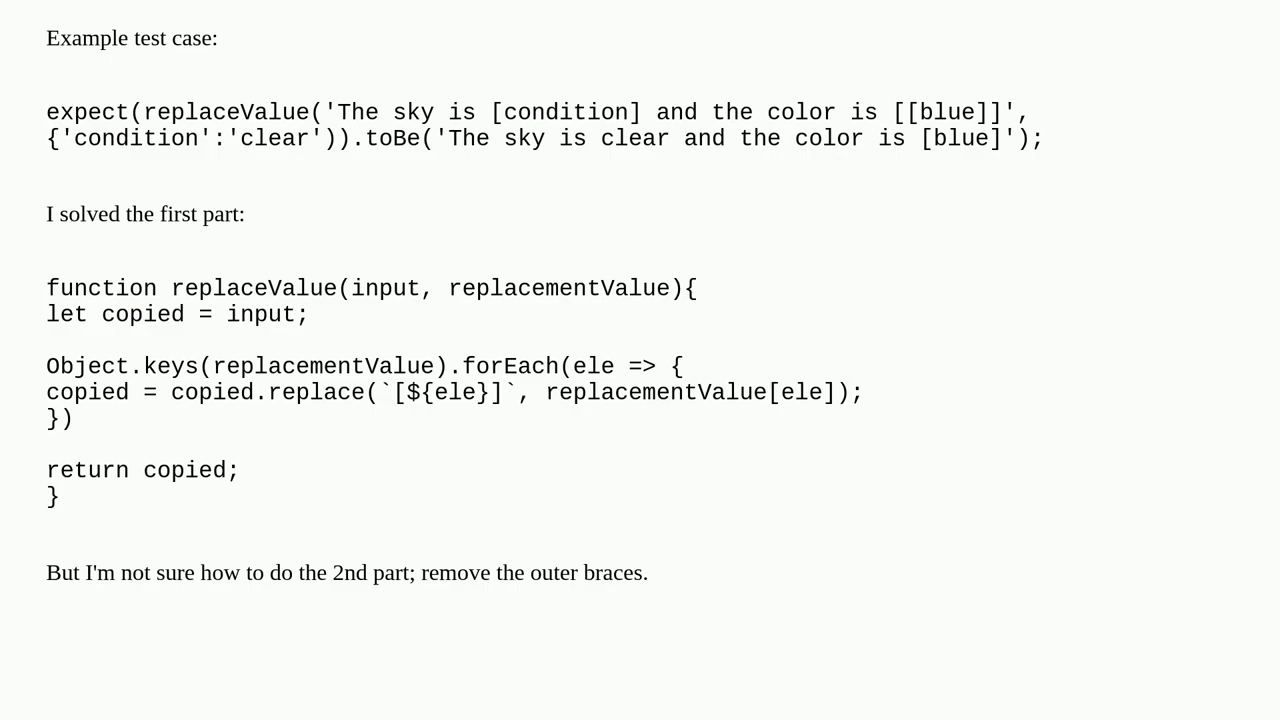 Example test case:
expect(replaceValue('The sky is [condition] and the color is [[blue]]',
{'condition':'clear')).toBe('The sky is clear and the color is [blue]');
I solved the first part:
function replaceValue(input, replacementValue){
let copied = input;
Object.keys(replacementValue).forEach(ele => {
copied = copied.replace(`[${ele}]`, replacementValue[ele]);
})
return copied;
}
But I'm not sure how to do the 2nd part; remove the outer braces.